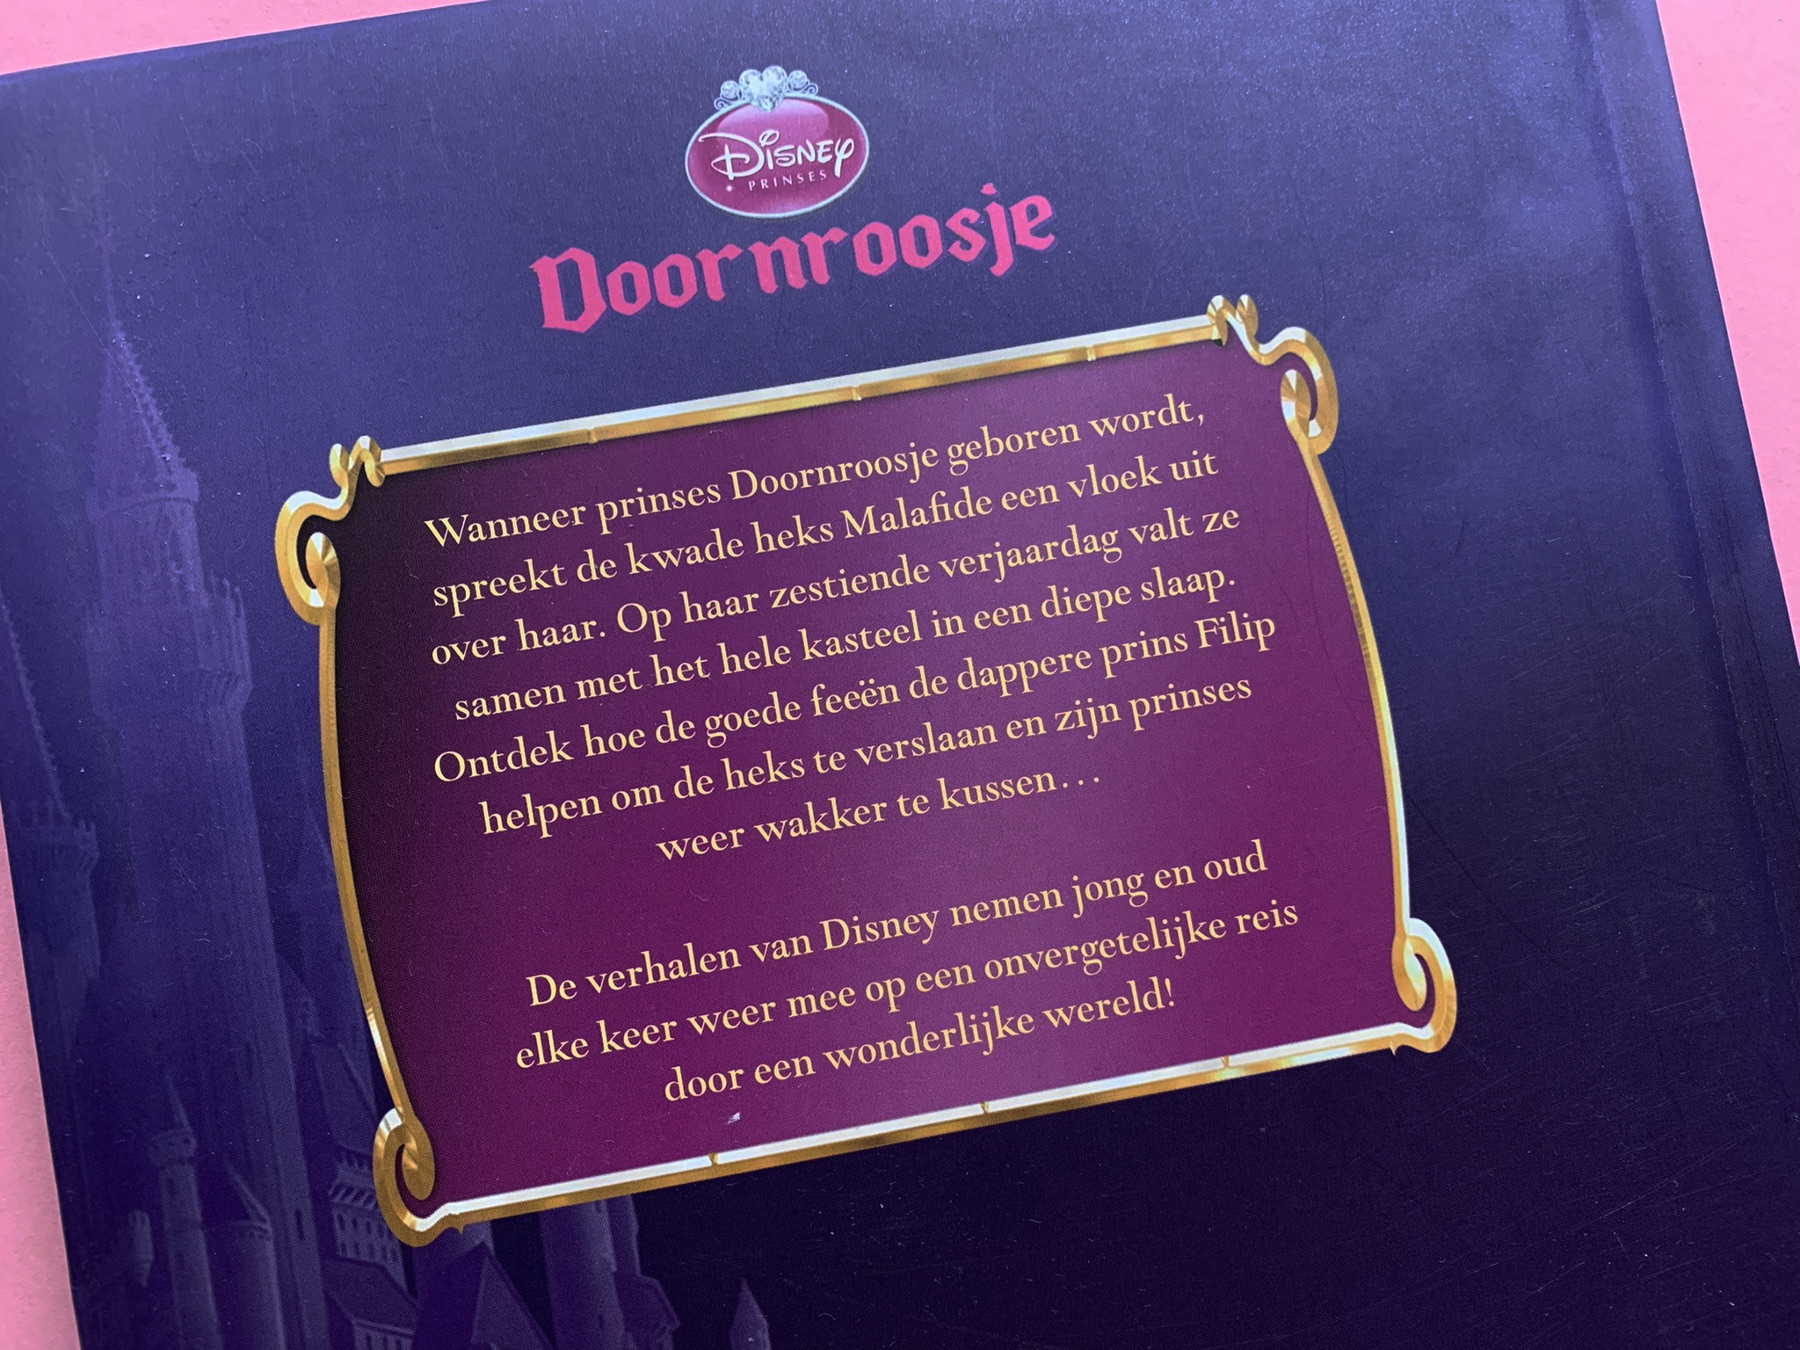 Disney
PRINSES
Doornroosje
Wanneer prinses Doornroosje geboren wordt,
spreekt de kwade heks Malafide een vloek uit
over haar. Op haar zestiende verjaardag valt ze
samen met het hele kasteel in een diepe slaap.
Ontdek hoe de goede feeën de dappere prins Filip
helpen om de heks te verslaan en zijn prinses
weer wakker te kussen...
De verhalen van Disney nemen jong en oud
elke keer weer mee op een onvergetelijke reis
door een wonderlijke wereld!